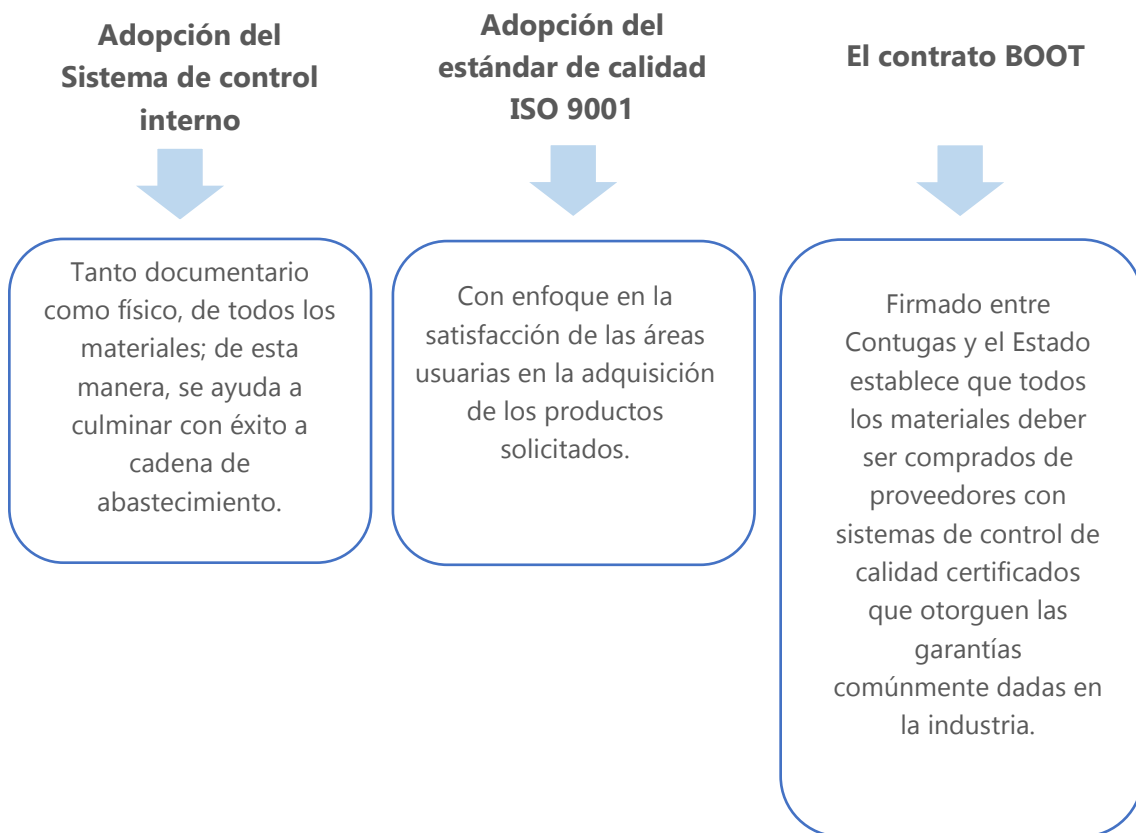 Adopción del
Sistema de control
interno
Tanto documentario
como físico, de todos los
materiales; de esta
manera, se ayuda a
culminar con éxito a
cadena de
abastecimiento.
Adopción del
estándar de calidad
ISO 9001
Con enfoque en la
satisfacción de las áreas
usuarias en la adquisición
de los productos
solicitados.
El contrato BOOT
Firmado entre
Contugas y el Estado
establece que todos
los materiales deber
ser comprados de
proveedores con
sistemas de control de
calidad certificados
que otorguen las
garantías
comúnmente dadas en
la industria.